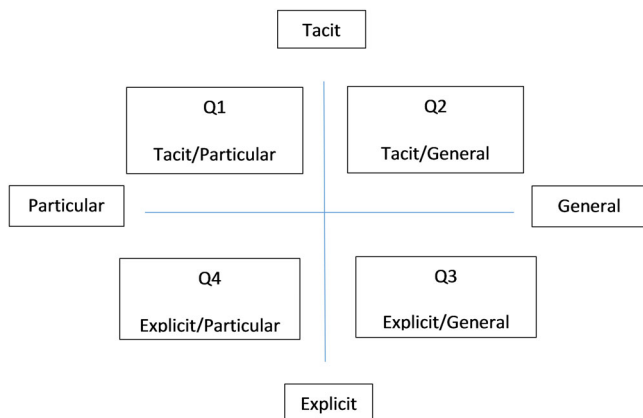 Tacit
Q1
Tacit/Particular
Q2
Tacit/General
Particular
General
Q4
Explicit/Particular
Q3
Explicit/General
Explicit